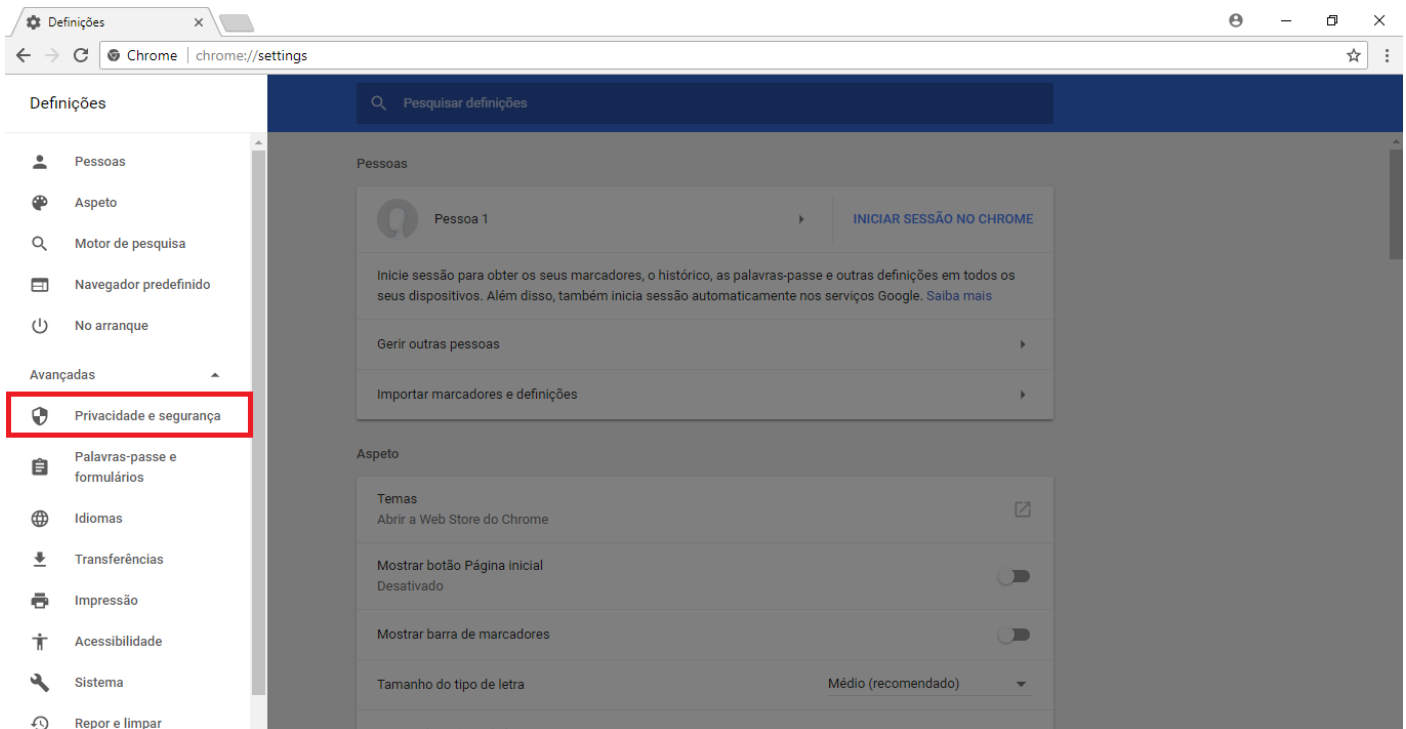 Definições
Chrome | chrome://settings
Definições
Pesquisar definições
Pessoas
Aspeto
Motor de pesquisa
Navegador predefinido
No arranque
Avançadas
Privacidade e segurança
Palavras-passe e
formulários
Idiomas
Transferências
Impressão
Acessibilidade
Sistema
Repor e limpar
Pessoas
Pessoa 1
INICIAR SESSÃO NO CHROME
Inicie sessão para obter os seus marcadores, o histórico, as palavras-passe e outras definições em todos os
seus dispositivos. Além disso, também inicia sessão automaticamente nos serviços Google. Saiba mais
Gerir outras pessoas
Importar marcadores e definições
Aspeto
Temas
Abrir a Web Store do Chrome
Mostrar botão Página inicial
Desativado
Mostrar barra de marcadores
Tamanho do tipo de letra
Médio (recomendado)